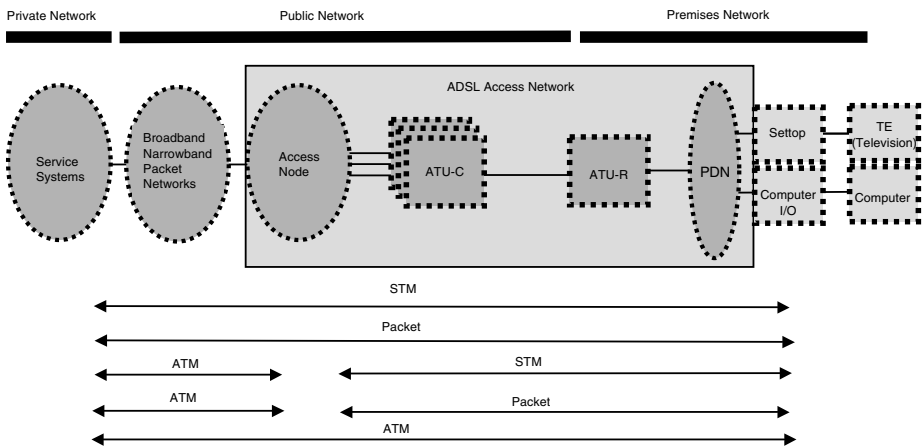 Private Network
Public Network
Premises Network
ADSL Access Network
Service
Systems
Broadband
Narrowband
Packet
Networks
Access
Node
ATU-C
ATU-R
PDN
Settop
TE
(Television)
Computer
I/O
Computer
STM
Packet
ATM
STM
ATM
Packet
ATM